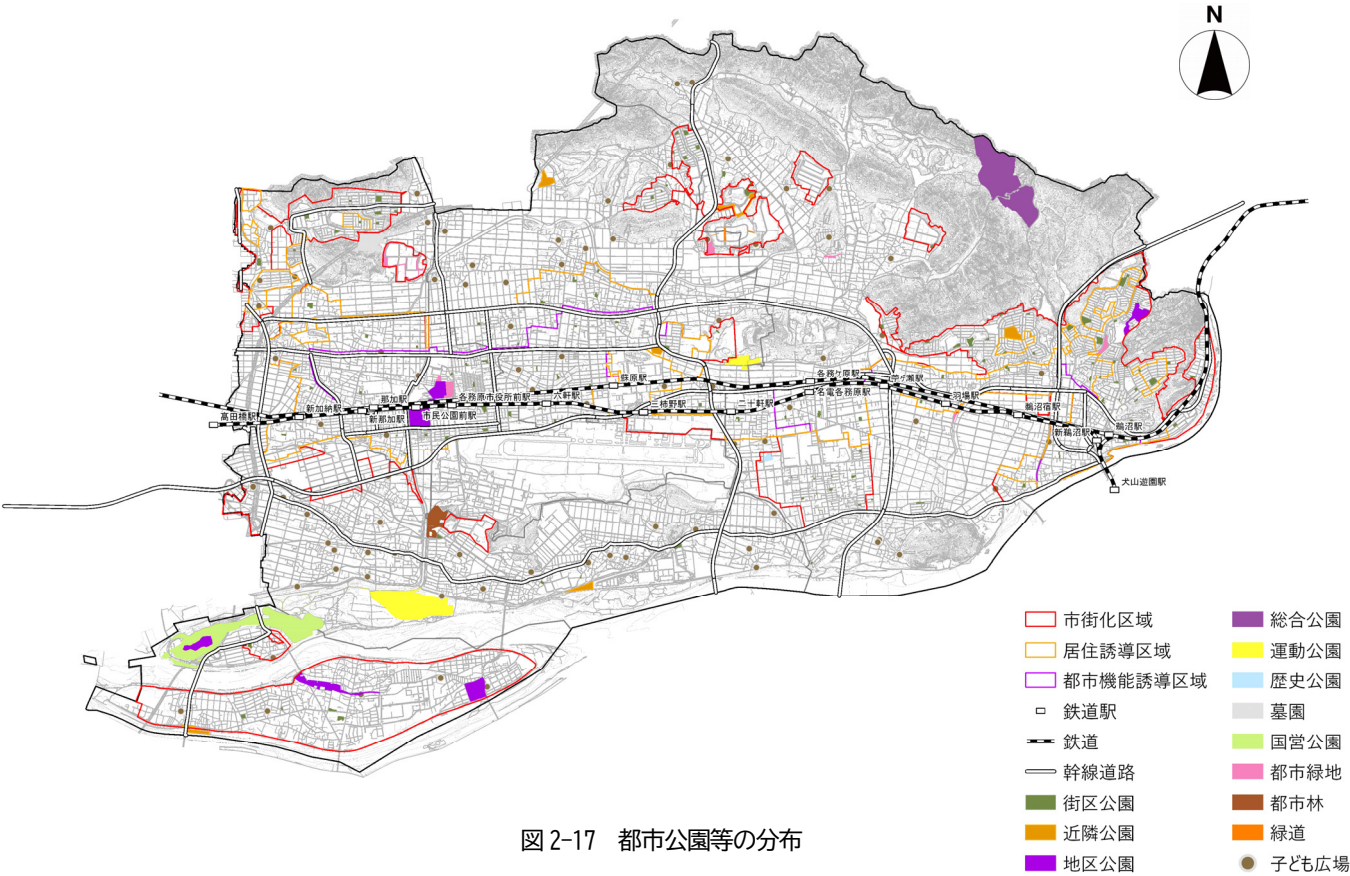 N
蘇原駅
各務ヶ原駅
苧ヶ瀬駅
那加駅
各務原市役所前駅
六軒駅
名電各務原駅
羽場駅
新加納駅
三柿野駅
二十軒駅
鵜沼宿駅
高田橋駅
新那加駅
市民公園前駅
新鵜沼駅
鵜沼駅
犬山遊園駅
市街化区域
居住誘導区域
都市機能誘導区域
鉄道駅
鉄道
幹線道路
街区公園
近隣公園
地区公園
総合公園
運動公園
歴史公園
墓園
国営公園
都市緑地
都市林
緑道
子ども広場
図 2-17 都市公園等の分布